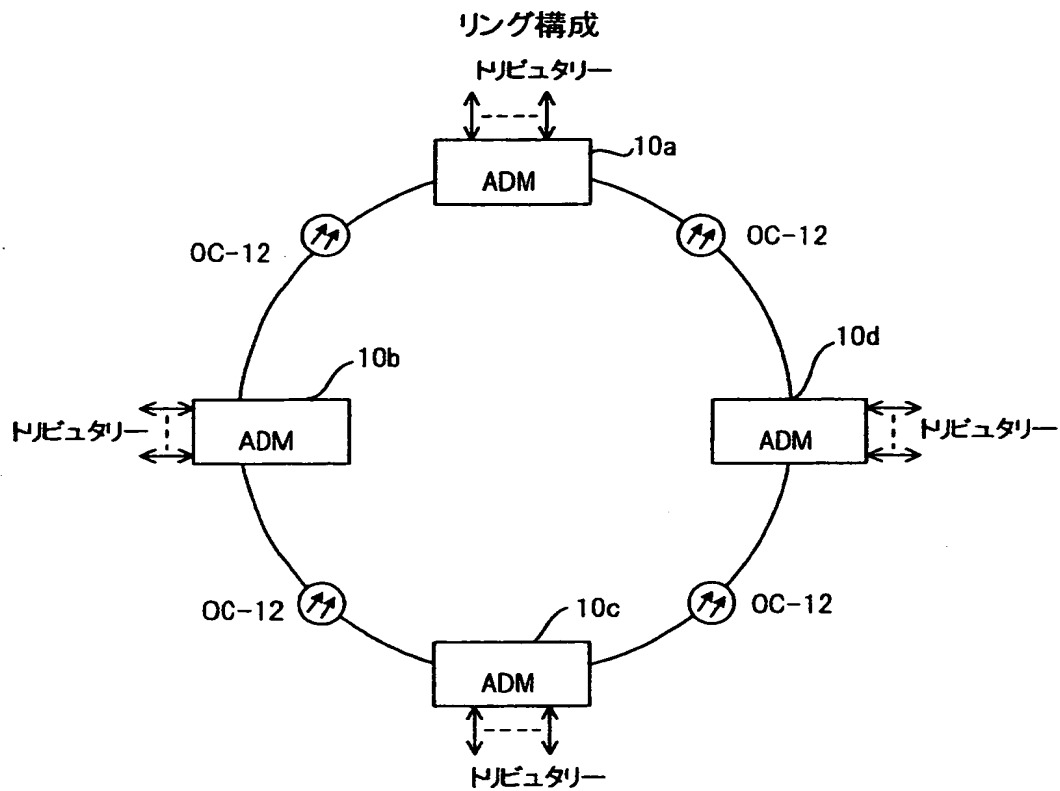 リング構成
トリビュタリー
10a
ADM
OC-12
OC-12
10b
10d
トリビュタリー
ADM
ADM
トリビュタリー
OC-12
OC-12
10c
ADM
トリビュタリー